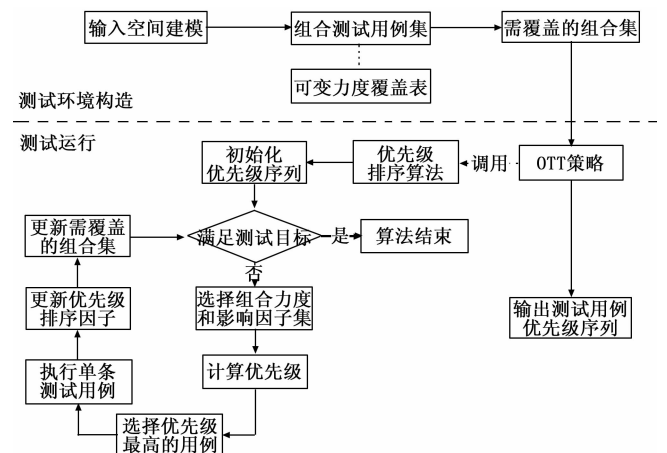 输入空间建模
组合测试用例集
需覆盖的组合集
可变力度覆盖表
测试环境构造
测试运行
初始化
优先级序列
优先级
排序算法
调用
OTT策略
更新需覆盖
的组合集
满足测试目标
是
算法结束
否
更新优先级
排序因子
选择组合力度
和影响因子集
输出测试用例
优先级序列
执行单条
测试用例
计算优先级
选择优先级
最高的用例